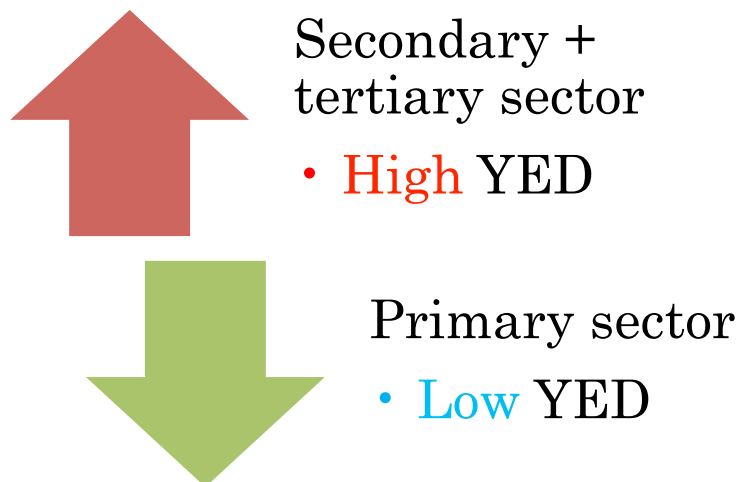 Secondary +
tertiary sector
• High YED
Primary sector
• Low YED